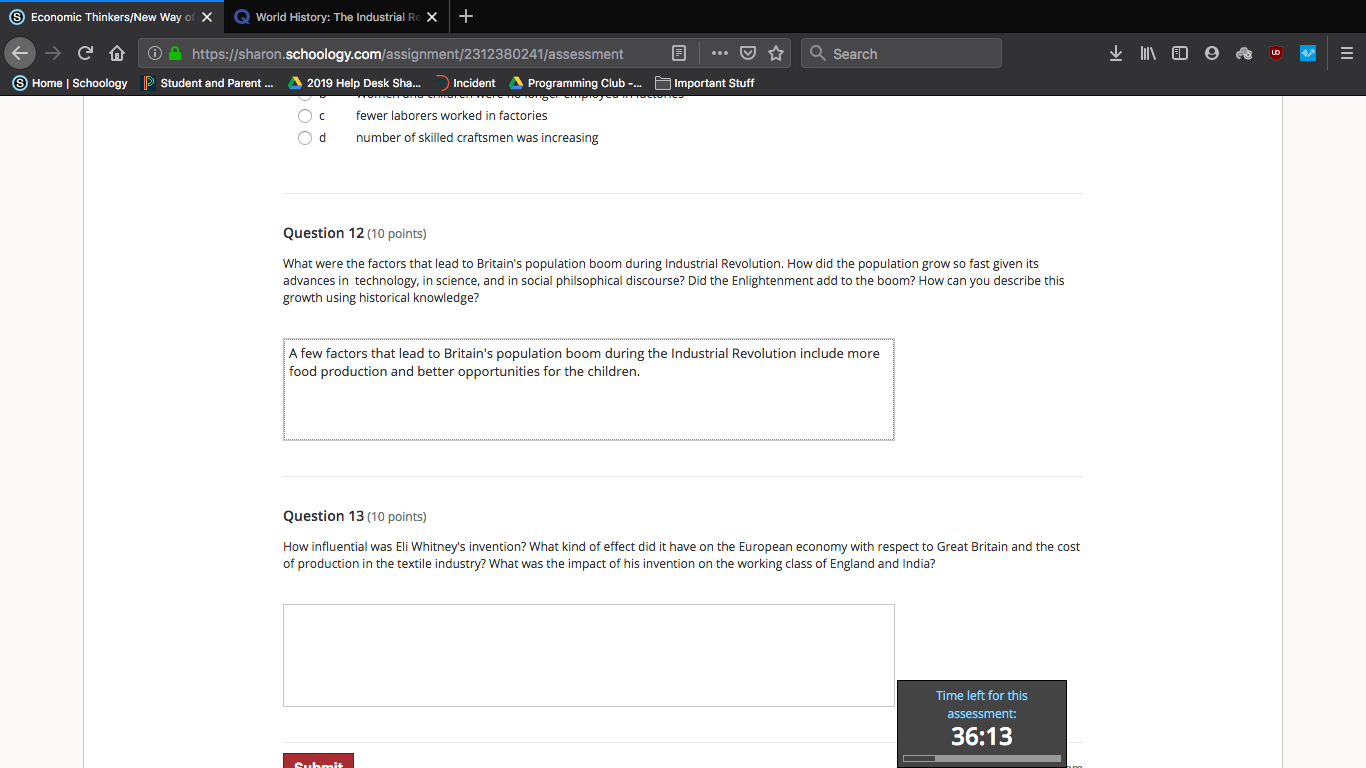 Economic Thinkers/New Way of
World History: The Industrial Re
https://sharon.schoology.com/assignment/2312380241/assessment
Search
Home | Schoology
Student and Parent ...
2019 Help Desk Sha...
Incident
Programming Club -...
Important Stuff
b women and children were no longer employed in factories
c fewer laborers worked in factories
d number of skilled craftsmen was increasing
Question 12 (10 points)
What were the factors that lead to Britain's population boom during Industrial Revolution. How did the population grow so fast given its
advances in technology, in science, and in social philsophical discourse? Did the Enlightenment add to the boom? How can you describe this
growth using historical knowledge?
A few factors that lead to Britain's population boom during the Industrial Revolution include more
food production and better opportunities for the children.
Question 13 (10 points)
How influential was Eli Whitney's invention? What kind of effect did it have on the European economy with respect to Great Britain and the cost
of production in the textile industry? What was the impact of his invention on the working class of England and India?
Time left for this
assessment:
36:13
Submit